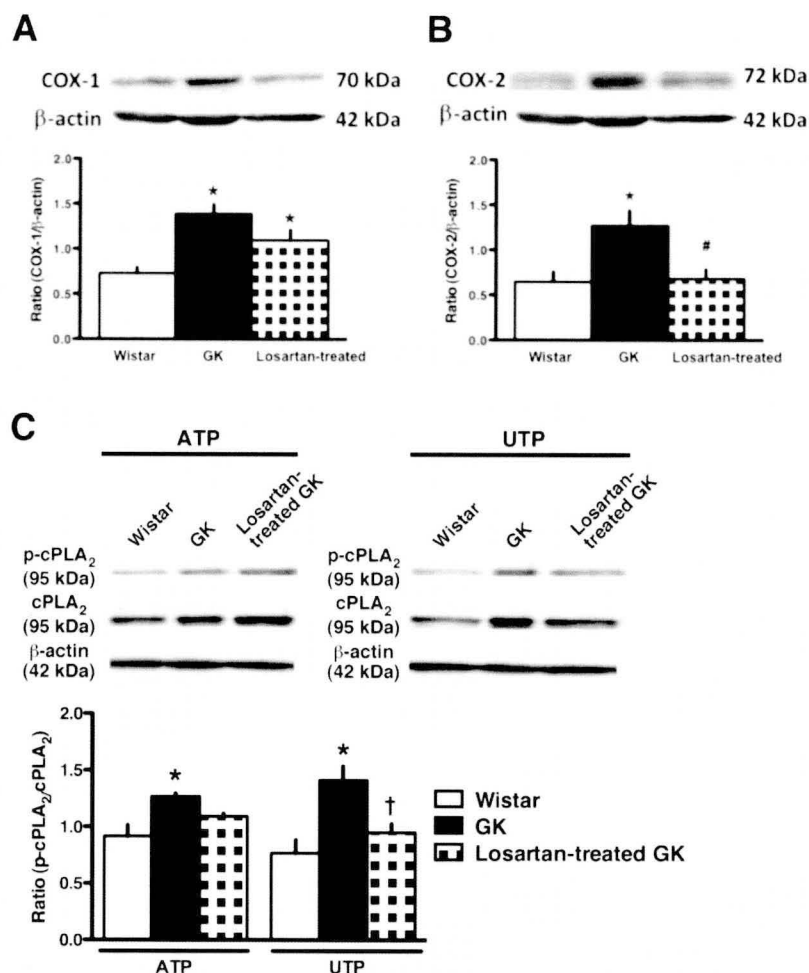 A
COX-1
70 kDa
β-actin
42 kDa
2.0
1.5
1.0
0.5
0.0
Ratio (COX-1/β-actin)
★
★
Wistar
GK
Losartan-treated
B
COX-2
72 kDa
β-actin
42 kDa
2.0
1.5
1.0
0.5
0.0
Ratio (COX-2/β-actin)
★
#
Wistar
GK
Losartan-treated
C
ATP
Wistar
GK
Losartan-
treated GK
p-cPLA₂
(95 kDa)
cPLA₂
(95 kDa)
β-actin
(42 kDa)
UTP
Wistar
GK
Losartan-
treated GK
p-cPLA₂
(95 kDa)
cPLA₂
(95 kDa)
β-actin
(42 kDa)
2.0
1.5
1.0
0.5
0.0
Ratio (p-cPLA₂/cPLA₂)
*
*
†
ATP
UTP
Wistar
GK
Losartan-treated GK